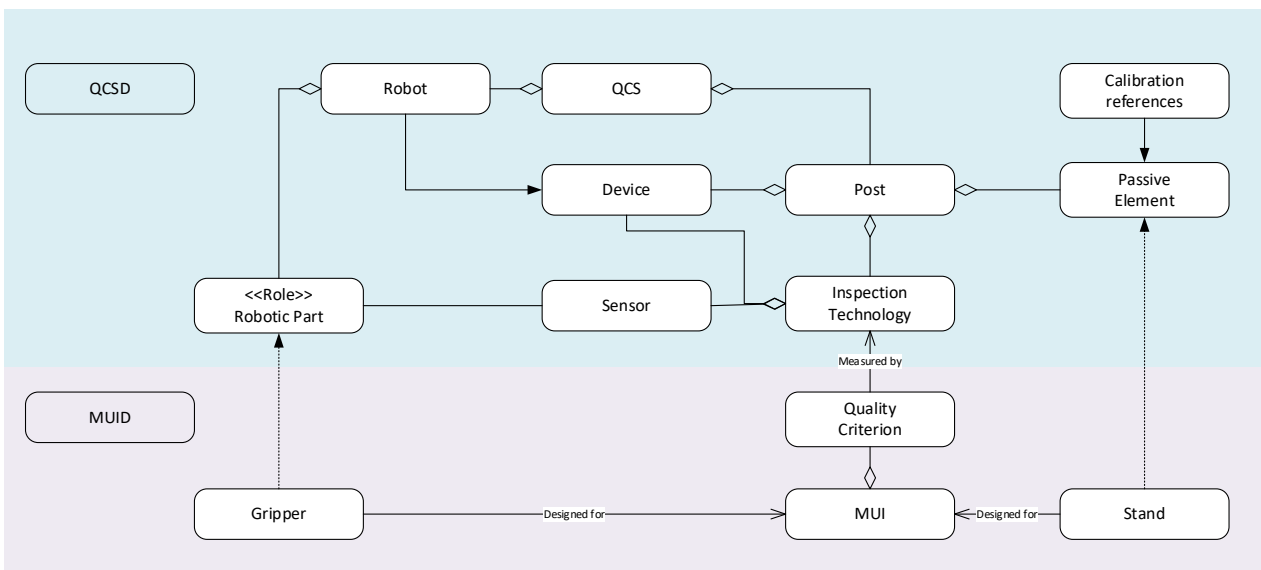 QCSD
Robot
QCS
Calibration
references
Device
Post
Passive
Element
<<Role>>
Robotic Part
Sensor
Inspection
Technology
Measured by
MUID
Quality
Criterion
Gripper
Designed for
MUI
Designed for
Stand